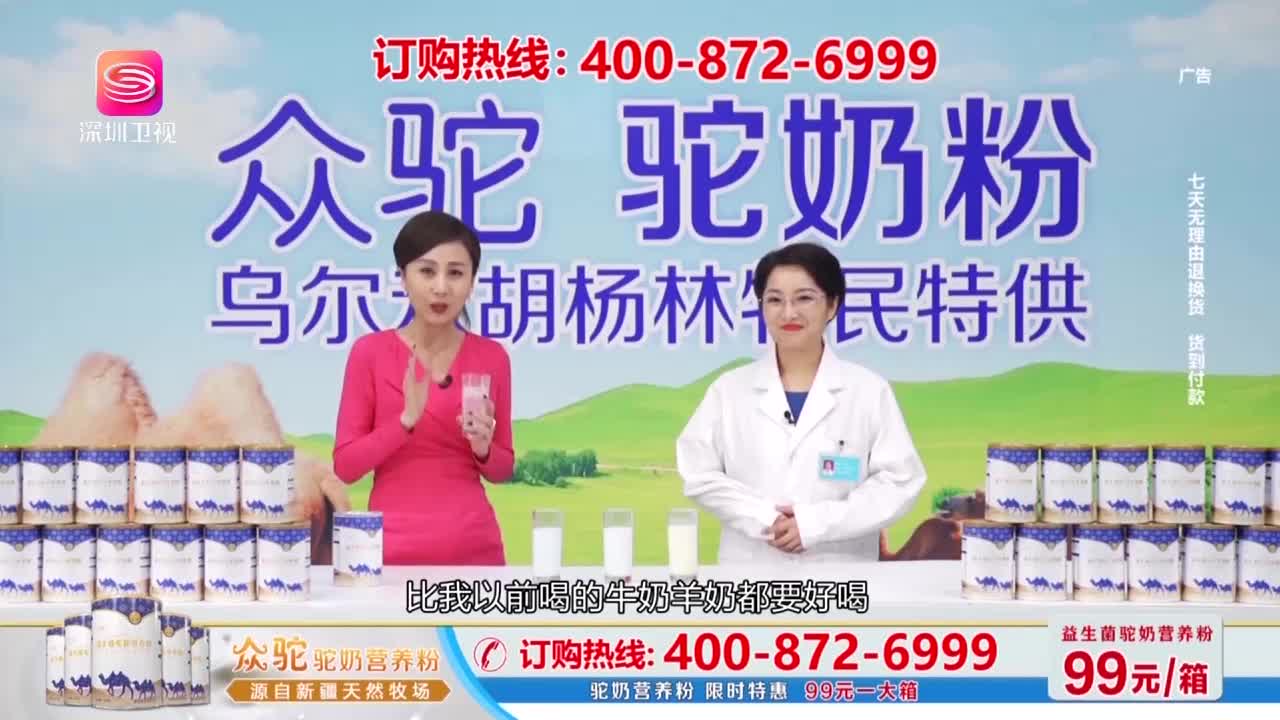 订购热线：400-872-6999
深圳卫视
广告
众驼 驼奶粉
乌尔禾胡杨林牧民特供
七天无理由退换货 货到付款
比我以前喝的牛奶羊奶都要好喝
众驼驼奶营养粉
源自新疆天然牧场
订购热线：400-872-6999
驼奶营养粉 限时特惠 99元一大箱
益生菌驼奶营养粉
99元/箱